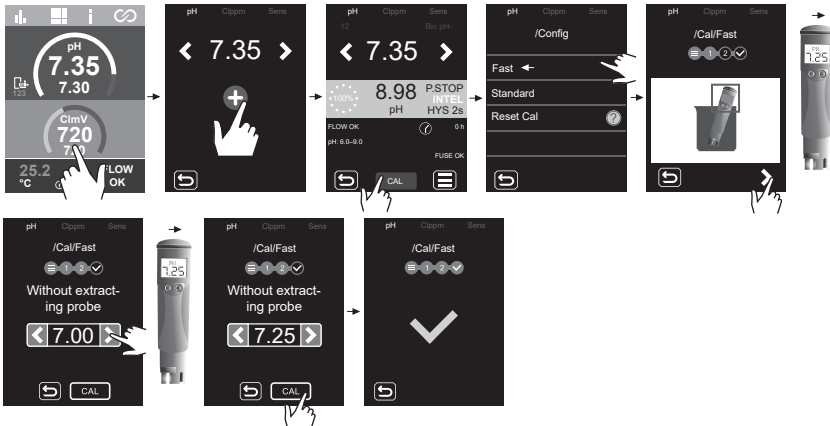 pH
7.35
7.30
123
ClmV
720
25.2
°C
FLOW
OK
pH Clppm Sens
7.35
pH Clppm Sens
12 Bio pH-
7.35
100%
8.98
pH
P.STOP
INTEL
HYS 2s
FLOW OK
0 h
pH: 6.0–9.0
FUSE OK
CAL
pH Clppm Sens
/Config
Fast
Standard
Reset Cal ?
pH Clppm Sens
/Cal/Fast
1 2
PH
7.25
pH Clppm Sens
/Cal/Fast
1 2
Without extract-
ing probe
7.00
CAL
PH
7.25
pH Clppm Sens
/Cal/Fast
1 2
Without extract-
ing probe
7.25
CAL
pH Clppm Sens
/Cal/Fast
1 2